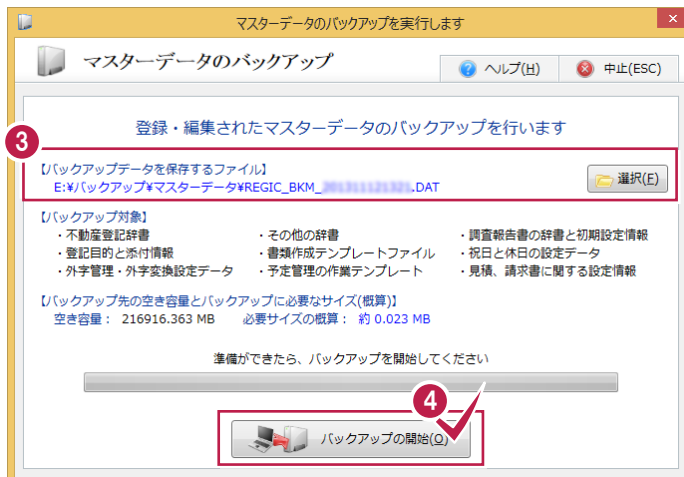 マスターデータのバックアップを実行します
マスターデータのバックアップ
ヘルプ(H)
中止(ESC)
登録・編集されたマスターデータのバックアップを行います
3
【バックアップデータを保存するファイル】
E:¥バックアップ¥マスターデータ¥REGIC_BKM_ .DAT
選択(F)
【バックアップ対象】
・不動産登記辞書 ・その他の辞書 ・調査報告書の辞書と初期設定情報
・登記目的と添付情報 ・書類作成テンプレートファイル ・祝日と休日の設定データ
・外字管理・外字変換設定データ ・予定管理の作業テンプレート ・見積、請求書に関する設定情報
【バックアップ先の空き容量とバックアップに必要なサイズ(概算)】
空き容量： 216916.363 MB 必要サイズの概算： 約 0.023 MB
準備ができたら、バックアップを開始してください
4
バックアップの開始(O)